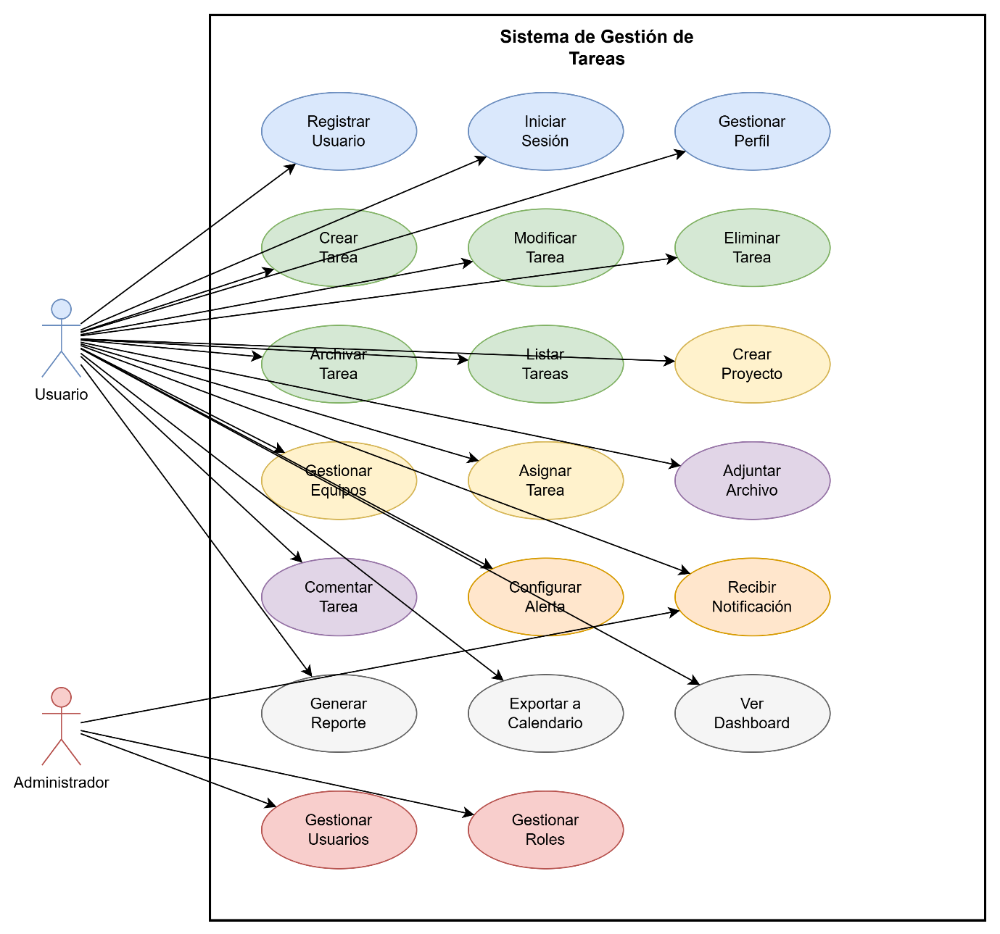 Sistema de Gestión de
Tareas
Registrar
Usuario
Iniciar
Sesión
Gestionar
Perfil
Crear
Tarea
Modificar
Tarea
Eliminar
Tarea
Usuario
Archivar
Tarea
Listar
Tareas
Crear
Proyecto
Gestionar
Equipos
Asignar
Tarea
Adjuntar
Archivo
Comentar
Tarea
Configurar
Alerta
Recibir
Notificación
Generar
Reporte
Exportar a
Calendario
Ver
Dashboard
Administrador
Gestionar
Usuarios
Gestionar
Roles